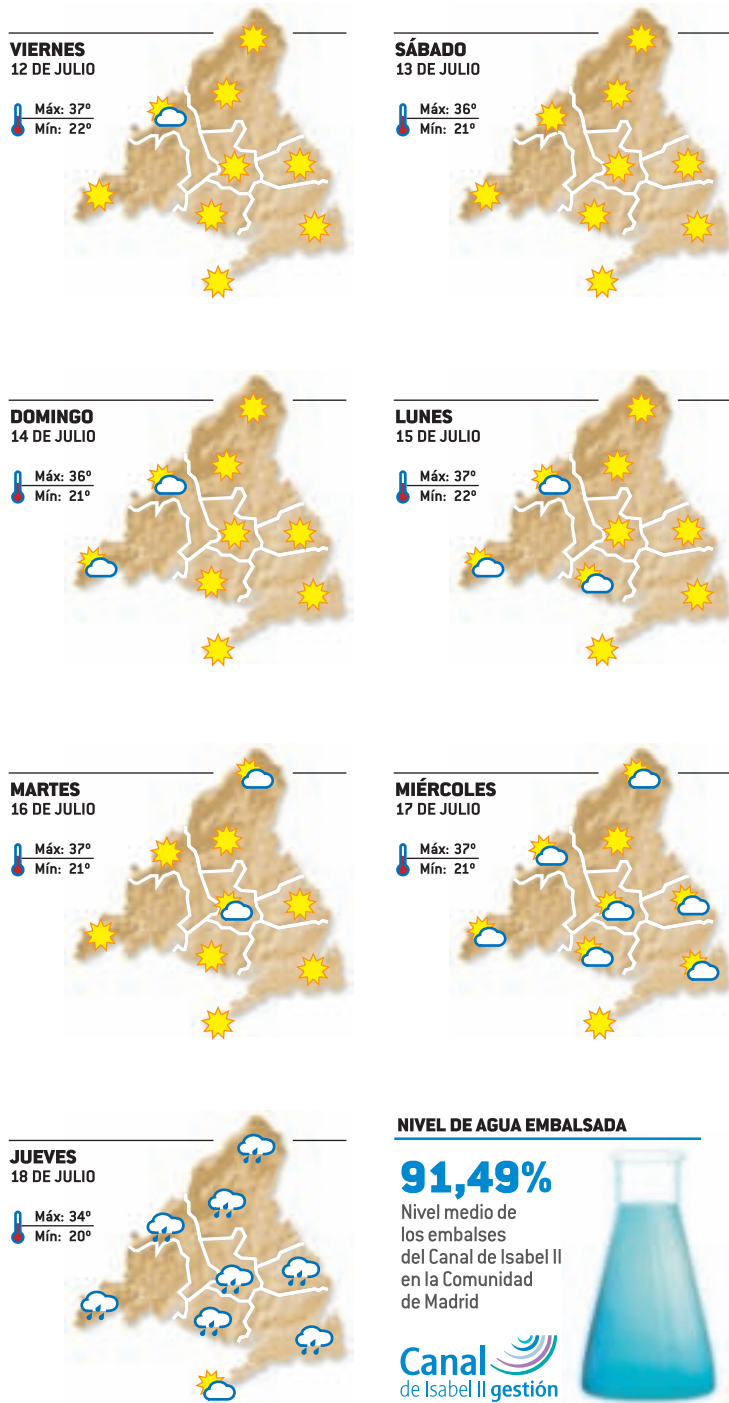 VIERNES
12 DE JULIO
Máx: 37º
Mín: 22º
SÁBADO
13 DE JULIO
Máx: 36º
Mín: 21º
DOMINGO
14 DE JULIO
Máx: 36º
Mín: 21º
LUNES
15 DE JULIO
Máx: 37º
Mín: 22º
MARTES
16 DE JULIO
Máx: 37º
Mín: 21º
MIÉRCOLES
17 DE JULIO
Máx: 37º
Mín: 21º
JUEVES
18 DE JULIO
Máx: 34º
Mín: 20º
NIVEL DE AGUA EMBALSADA
91,49%
Nivel medio de
los embalses
del Canal de Isabel II
en la Comunidad
de Madrid
Canal
de Isabel II gestión